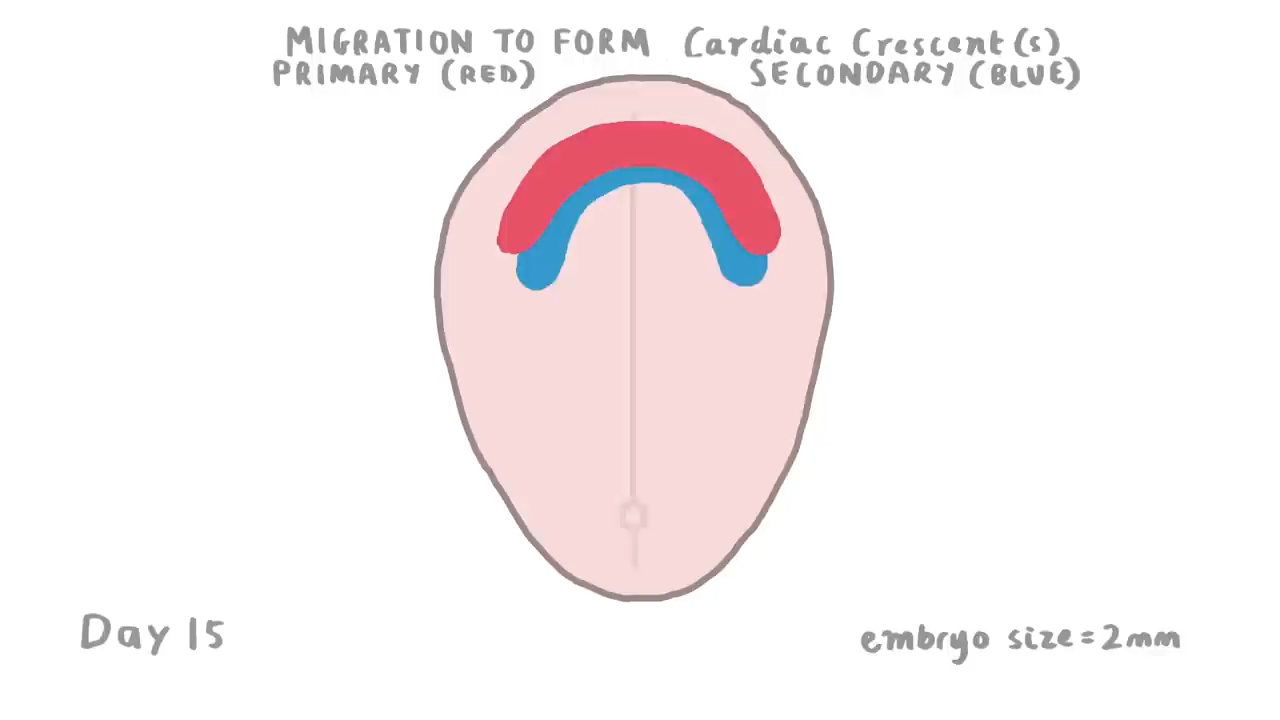 MIGRATION TO FORM Cardiac Crescent(s)
PRIMARY (RED) SECONDARY (BLUE)
Day 15
embryo size = 2mm